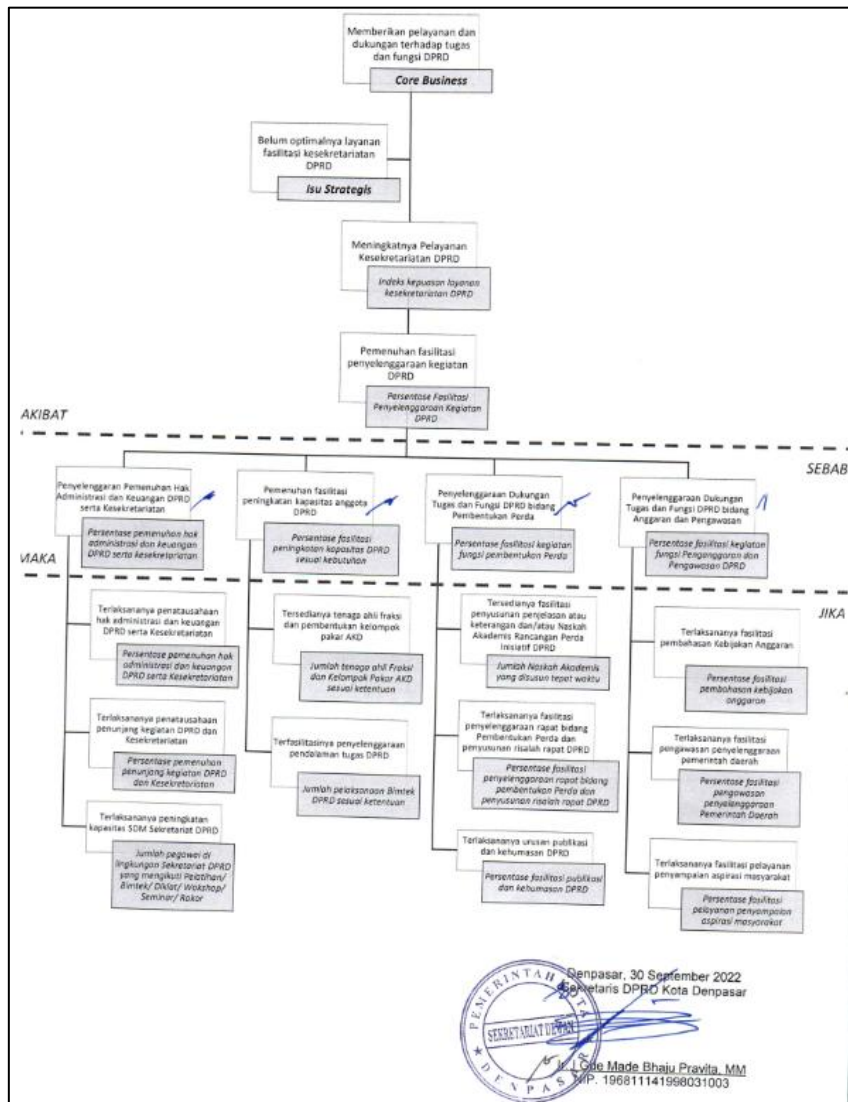 Memberikan pelayanan dan
dukungan terhadap tugas
dan fungsi DPRD
Core Business
Belum optimalnya layanan
fasilitasi kesekretariatan
DPRD
Isu Strategis
Meningkatnya Pelayanan
Kesekretariatan DPRD
Indeks kepuasan layanan
kesekretariatan DPRD
Pemenuhan fasilitasi
penyelenggaraan kegiatan
DPRD
Persentase Fasilitasi
Penyelenggaraan Kegiatan
DPRD
AKIBAT
SEBAB
Penyelenggaran Pemenuhan Hak
Administrasi dan Keuangan DPRD
serta Kesekretariatan
Persentase pemenuhan hak
administrasi dan keuangan
DPRD serta kesekretariatan
Pemenuhan fasilitasi
peningkatan kapasitas anggota
DPRD
Persentase fasilitasi
peningkatan kapasitas DPRD
sesuai kebutuhan
Penyelenggaraan Dukungan
Tugas dan Fungsi DPRD bidang
Pembentukan Perda
Persentase fasilitasi kegiatan
fungsi pembentukan Perda
Penyelenggaraan Dukungan
Tugas dan Fungsi DPRD bidang
Anggaran dan Pengawasan
Persentase fasilitasi kegiatan
fungsi Penganggaran dan
Pengawasan DPRD
MAKA
JIKA
Terlaksananya penatausahaan
hak administrasi dan keuangan
DPRD serta Kesekretariatan
Persentase pemenuhan hak
administrasi dan keuangan
DPRD serta Kesekretariatan
Terlaksananya penatausahaan
penunjang kegiatan DPRD dan
Kesekretariatan
Persentase pemenuhan
penunjang kegiatan DPRD
dan Kesekretariatan
Terlaksananya peningkatan
kapasitas SDM Sekretariat DPRD
Jumlah pegawai di
lingkungan Sekretariat DPRD
yang mengikuti Pelatihan/
Bimtek/ Diklat/ Wokshop/
Seminar/ Rakor
Tersedianya tenaga ahli fraksi
dan pembentukan kelompok
pakar AKD
Jumlah tenaga ahli Fraksi
dan Kelompok Pakar AKD
sesuai ketentuan
Terfasilitasinya penyelenggaraan
pendalaman tugas DPRD
Jumlah pelaksanaan Bimtek
DPRD sesuai ketentuan
Tersedianya fasilitasi
penyusunan penjelasan atau
keterangan dan/atau Naskah
Akademis Rancangan Perda
Inisiatif DPRD
Jumlah Naskah Akademis
yang disusun tepat waktu
Terlaksananya fasilitasi
penyelenggaraan rapat bidang
Pembentukan Perda dan
penyusunan risalah rapat DPRD
Persentase fasilitasi
penyelenggaraan rapat bidang
pembentukan Perda dan
penyusunan risalah rapat DPRD
Terlaksananya urusan publikasi
dan kehumasan DPRD
Persentase fasilitasi publikasi
dan kehumasan DPRD
Terlaksananya fasilitasi
pembahasan Kebijakan Anggaran
Persentase fasilitasi
pembahasan kebijakan
anggaran
Terlaksananya fasilitasi
pengawasan penyelenggaraan
pemerintah daerah
Persentase fasilitasi
pengawasan
penyelenggaraan
Pemerintah Daerah
Terlaksananya fasilitasi pelayanan
penyampaian aspirasi masyarakat
Persentase fasilitasi
pelayanan penyampaian
aspirasi masyarakat
Denpasar, 30 September 2022
Sekretaris DPRD Kota Denpasar
PEMERINTAH KOTA
SEKRETARIAT DEWAN
DENPASAR
Ir. I Gde Made Bhaju Pravita, MM
NIP. 196811141998031003